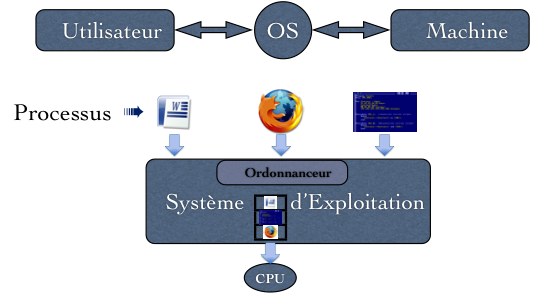 Utilisateur OS Machine
Processus
W
Ordonnanceur
Système d'Exploitation
CPU